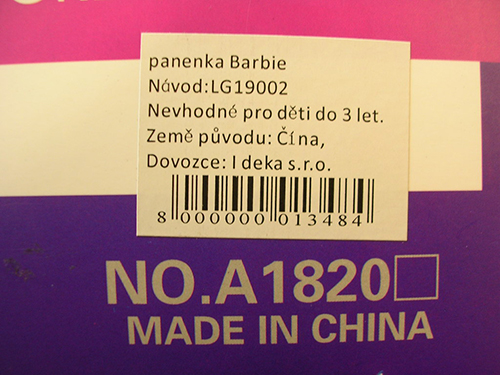 panenka Barbie
Návod:LG19002
Nevhodné pro děti do 3 let.
Země původu: Čína,
Dovozce: I deka s.r.o.
8 000000 013484
NO.A1820
MADE IN CHINA